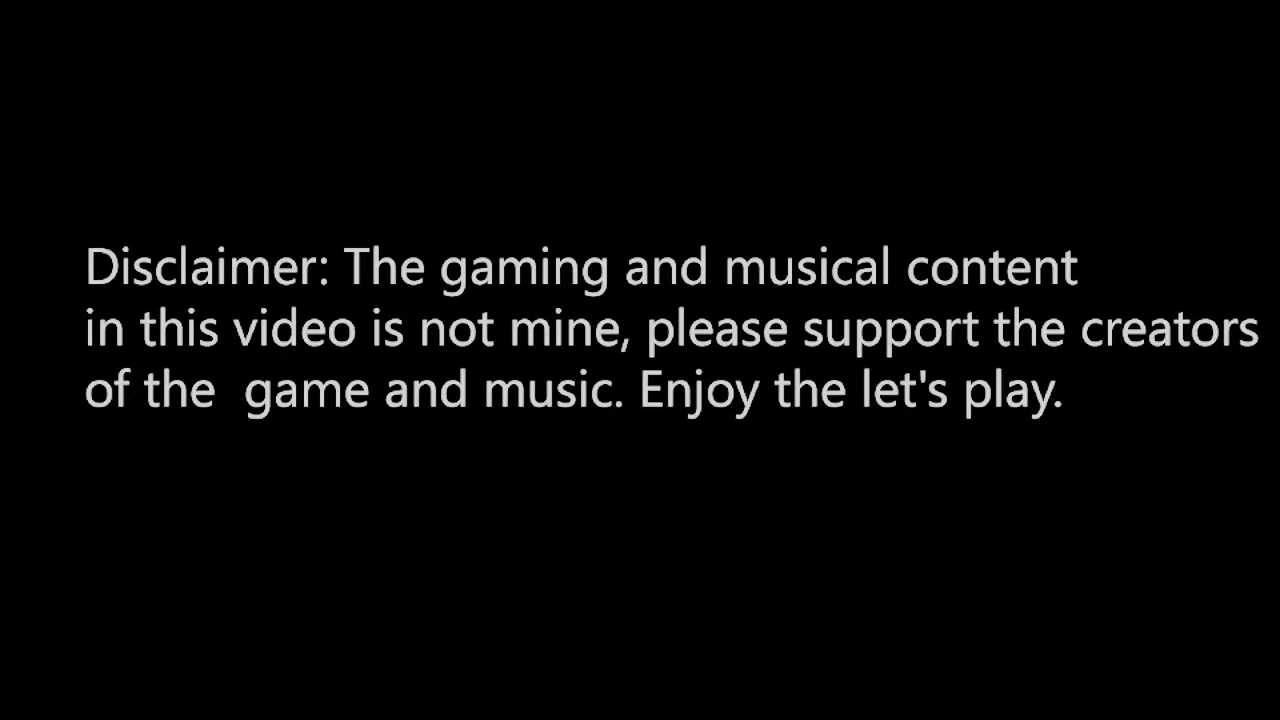 Disclaimer: The gaming and musical content
in this video is not mine, please support the creators
of the  game and music. Enjoy the let's play.